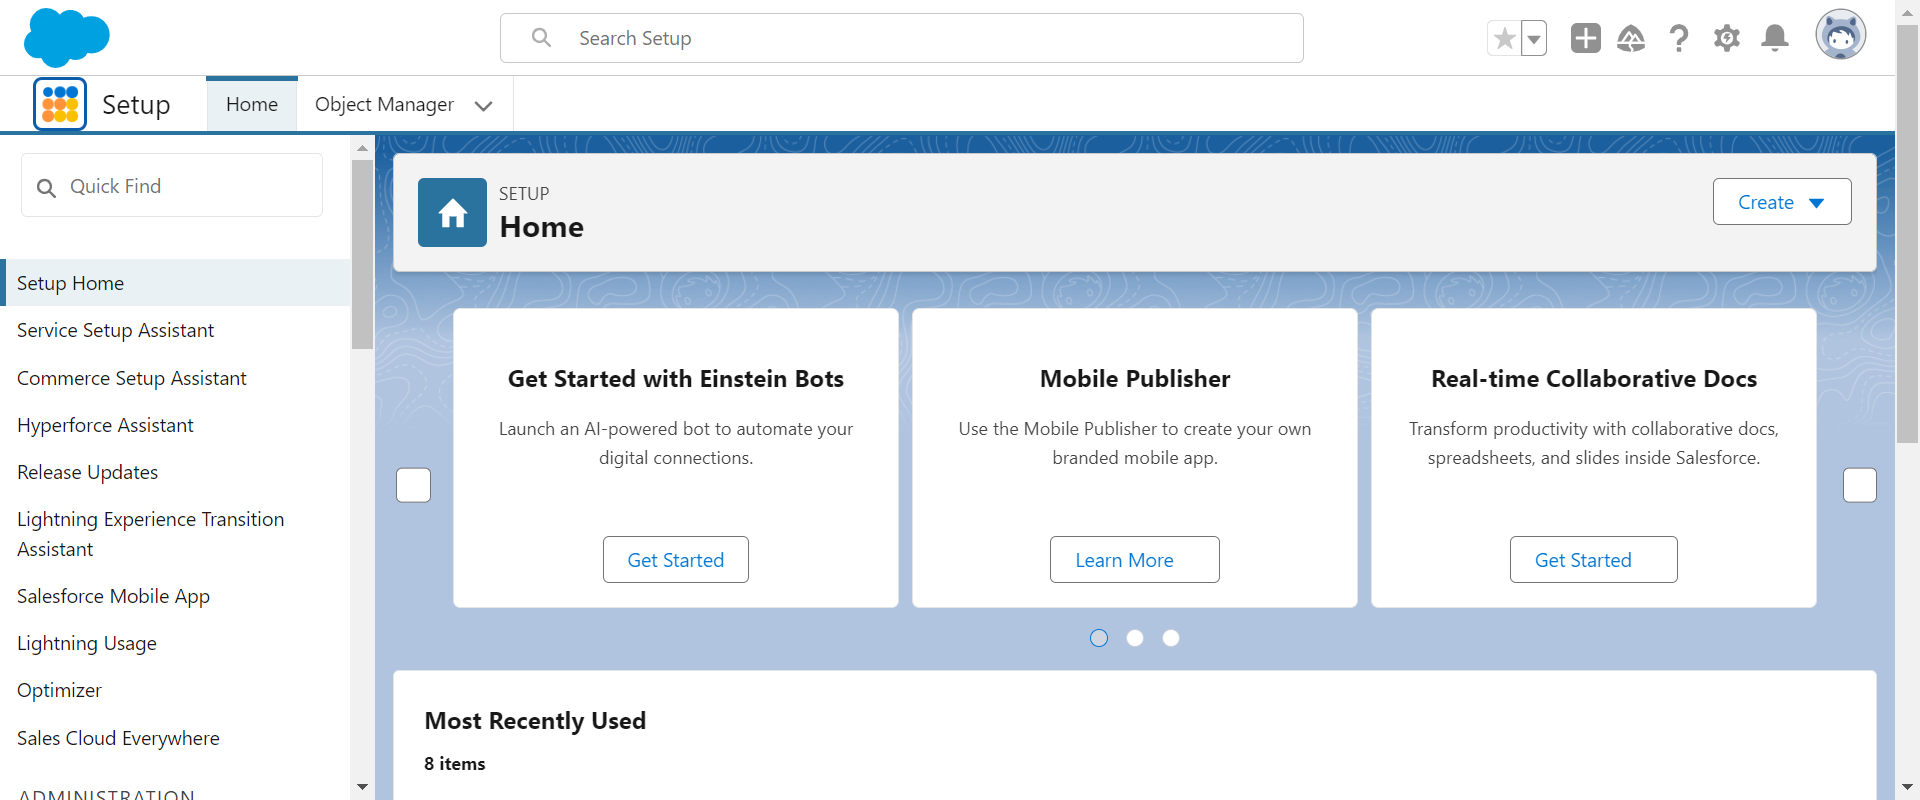 Search Setup
Setup
Home
Object Manager
Quick Find
Setup Home
Service Setup Assistant
Commerce Setup Assistant
Hyperforce Assistant
Release Updates
Lightning Experience Transition
Assistant
Salesforce Mobile App
Lightning Usage
Optimizer
Sales Cloud Everywhere
ADMINISTRATION
SETUP
Home
Create
Get Started with Einstein Bots
Launch an AI-powered bot to automate your
digital connections.
Get Started
Mobile Publisher
Use the Mobile Publisher to create your own
branded mobile app.
Learn More
Real-time Collaborative Docs
Transform productivity with collaborative docs,
spreadsheets, and slides inside Salesforce.
Get Started
Most Recently Used
8 items